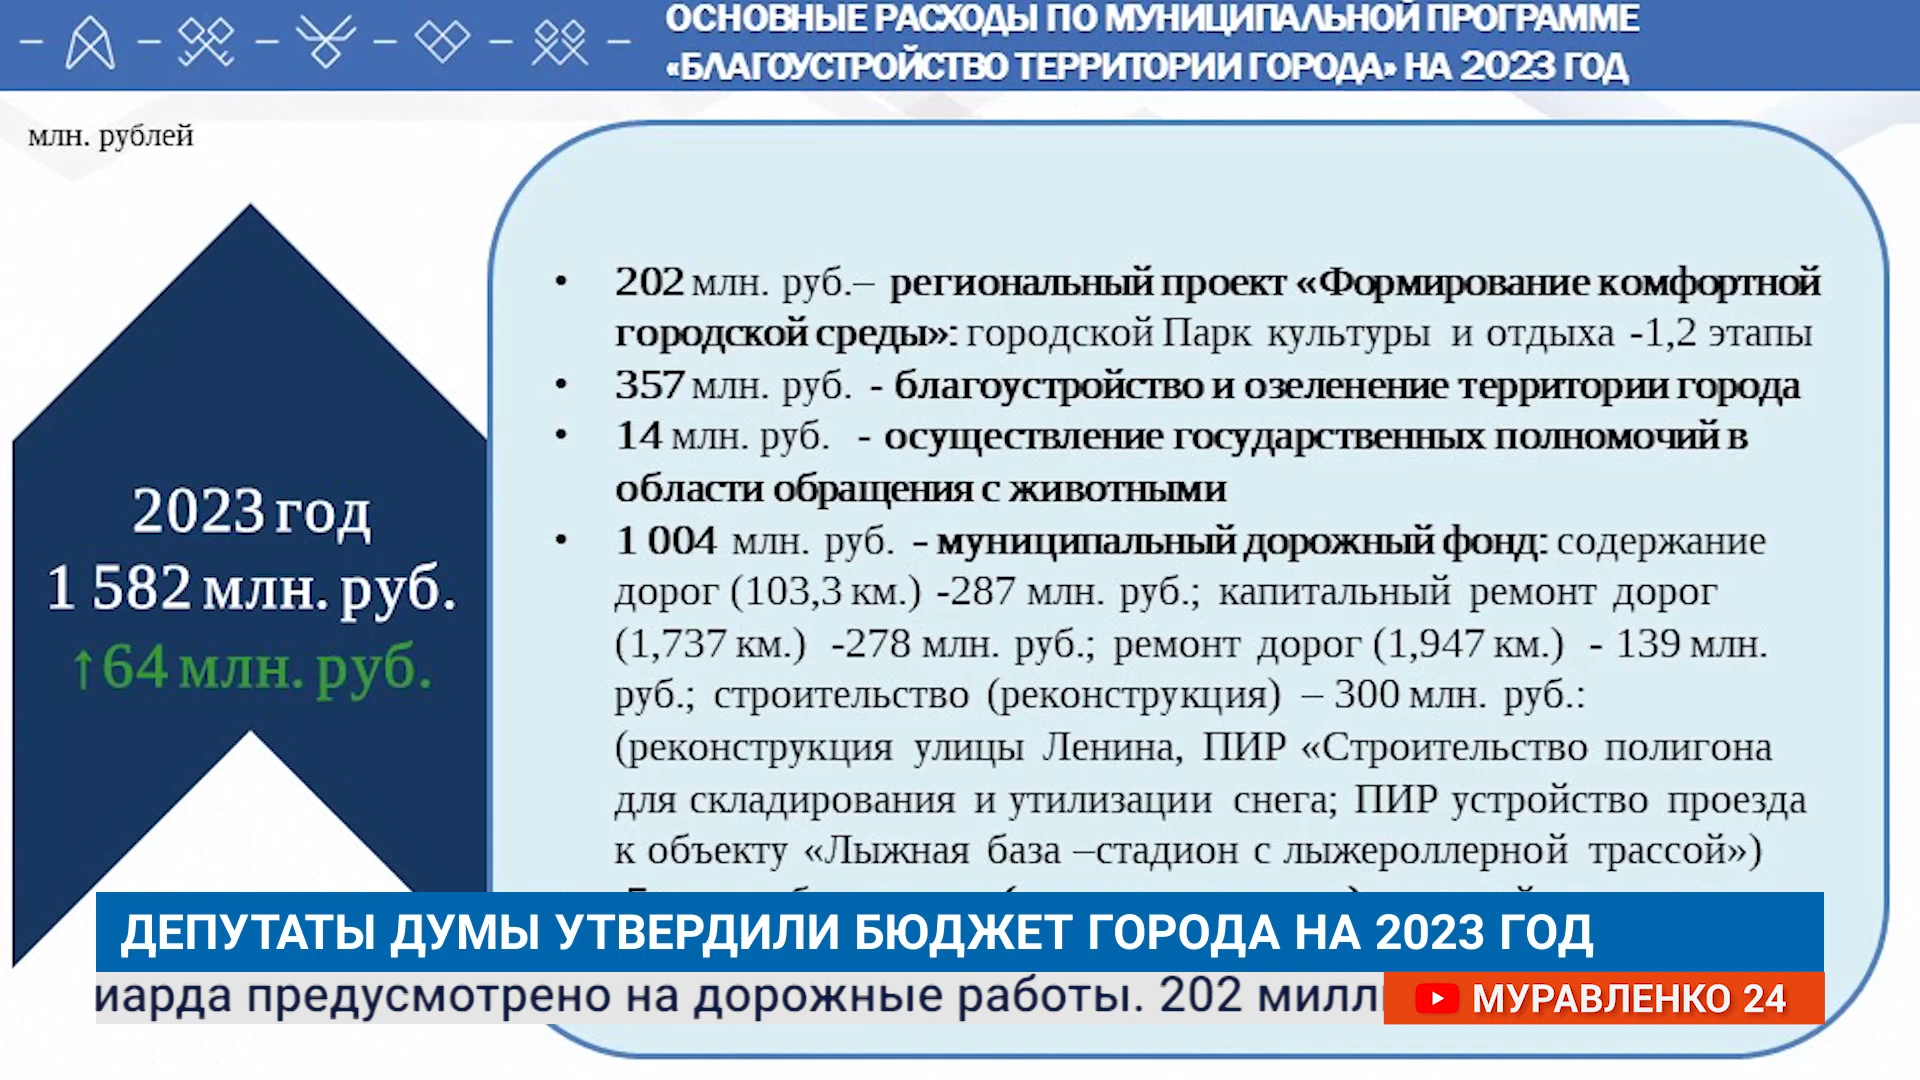 ОСНОВНЫЕ РАСХОДЫ ПО МУНИЦИПАЛЬНОЙ ПРОГРАММЕ
«БЛАГОУСТРОЙСТВО ТЕРРИТОРИИ ГОРОДА» НА 2023 ГОД
млн. рублей
2023 год
1 582 млн. руб.
↑64 млн. руб.
• 202 млн. руб.– региональный проект «Формирование комфортной
городской среды»: городской Парк культуры и отдыха -1,2 этапы
• 357 млн. руб. - благоустройство и озеленение территории города
• 14 млн. руб. - осуществление государственных полномочий в
области обращения с животными
• 1 004 млн. руб. - муниципальный дорожный фонд: содержание
дорог (103,3 км.) -287 млн. руб.; капитальный ремонт дорог
(1,737 км.) -278 млн. руб.; ремонт дорог (1,947 км.) - 139 млн.
руб.; строительство (реконструкция) – 300 млн. руб.:
(реконструкция улицы Ленина, ПИР «Строительство полигона
для складирования и утилизации снега; ПИР устройство проезда
к объекту «Лыжная база –стадион с лыжероллерной трассой»)
ДЕПУТАТЫ ДУМЫ УТВЕРДИЛИ БЮДЖЕТ ГОРОДА НА 2023 ГОД
иарда предусмотрено на дорожные работы. 202 милл
МУРАВЛЕНКО 24